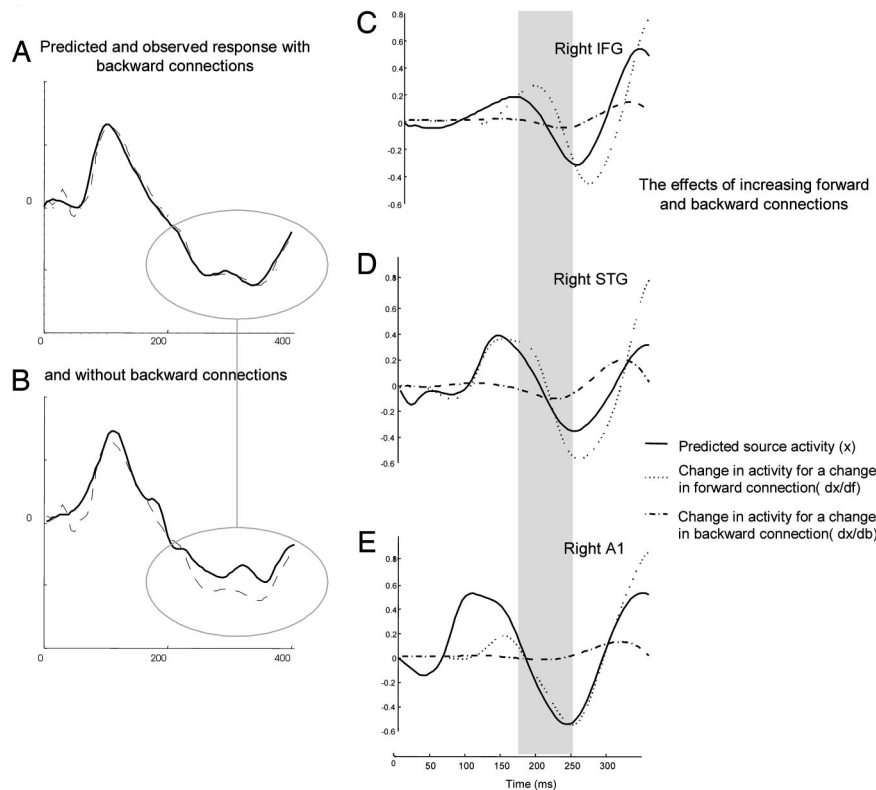 A
Predicted and observed response with
backward connections
0
0
200
400
B
and without backward connections
0
0
200
400
C
Right IFG
0.8
0.6
0.4
0.2
0
-0.2
-0.4
0.6
The effects of increasing forward
and backward connections
D
Right STG
0.8
0.6
0.4
0.2
0
-0.2
-0.4
-0.6
Predicted source activity (x)
Change in activity for a change
in forward connection( dx/df)
Change in activity for a change
in backward connection( dx/db)
E
Right A1
0.8
0.6
0.4
0.2
0
-0.2
-0.4
-0.6
0
50
100
150
200
250
300
Time (ms)